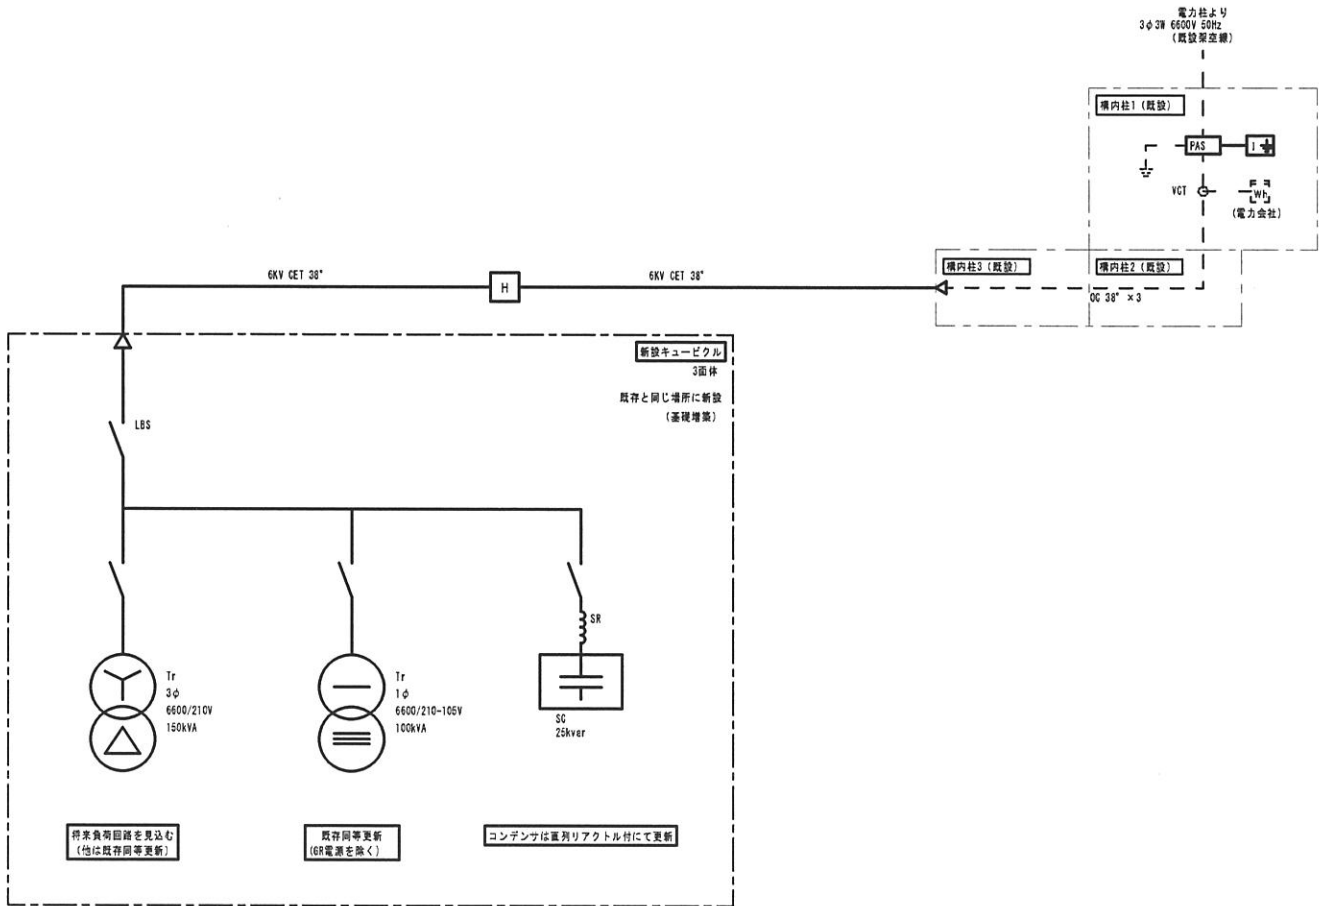 電力柱より
3φ3W 6600V 50Hz
(既設架空線)
構内柱1 (既設)
PAS
I
VCT
Wh
(電力会社)
構内柱3 (既設)
構内柱2 (既設)
OC 38° ×3
6KV CET 38°
H
6KV CET 38°
新設キュービクル
3面体
既存と同じ場所に新設
(基礎増築)
LBS
SR
Tr
3φ
6600/210V
150kVA
Tr
1φ
6600/210-105V
100kVA
SC
25kvar
将来負荷回路を見込む
(他は既存同等更新)
既存同等更新
(GR電源を除く)
コンデンサは直列リアクトル付にて更新